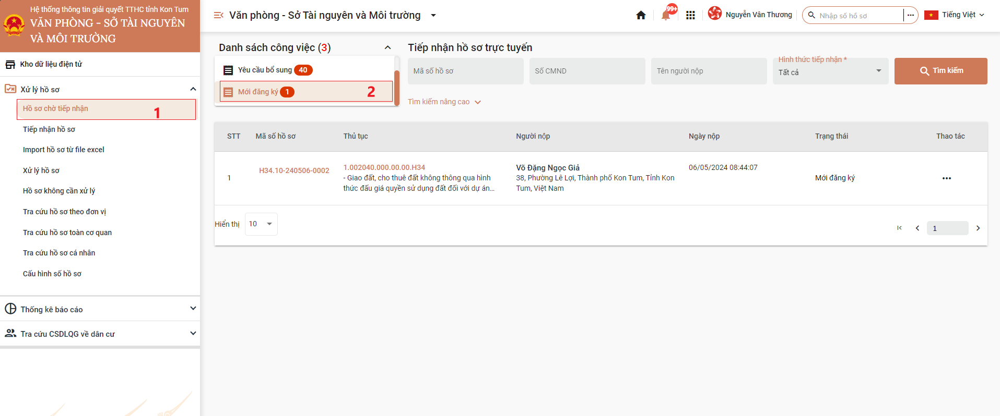 Hệ thống thông tin giải quyết TTHC tỉnh Kon Tum
VĂN PHÒNG - SỞ TÀI NGUYÊN
VÀ MÔI TRƯỜNG
Văn phòng - Sở Tài nguyên và Môi trường
99+
Nguyễn Vân Thương
Nhập số hồ sơ
Tiếng Việt
Kho dữ liệu điện tử
Xử lý hồ sơ
Hồ sơ chờ tiếp nhận
1
Tiếp nhận hồ sơ
Import hồ sơ từ file excel
Xử lý hồ sơ
Hồ sơ không cần xử lý
Tra cứu hồ sơ theo đơn vị
Tra cứu hồ sơ toàn cơ quan
Tra cứu hồ sơ cá nhân
Cấu hình số hồ sơ
Thống kê báo cáo
Tra cứu CSDLQG về dân cư
Danh sách công việc (3)
Yêu cầu bổ sung 40
Mới đăng ký 1
2
Tiếp nhận hồ sơ trực tuyến
Mã số hồ sơ
Số CMND
Tên người nộp
Hình thức tiếp nhận *
Tất cả
Tìm kiếm
Tìm kiếm nâng cao
STT Mã số hồ sơ Thủ tục Người nộp Ngày nộp Trạng thái Thao tác
1
H34.10-240506-0002
1.002040.000.00.00.H34
- Giao đất, cho thuê đất không thông qua hình
thức đấu giá quyền sử dụng đất đối với dự án...
Võ Đặng Ngọc Giả
38, Phường Lê Lợi, Thành phố Kon Tum, Tỉnh Kon
Tum, Việt Nam
06/05/2024 08:44:07
Mới đăng ký
Hiển thị 10
1